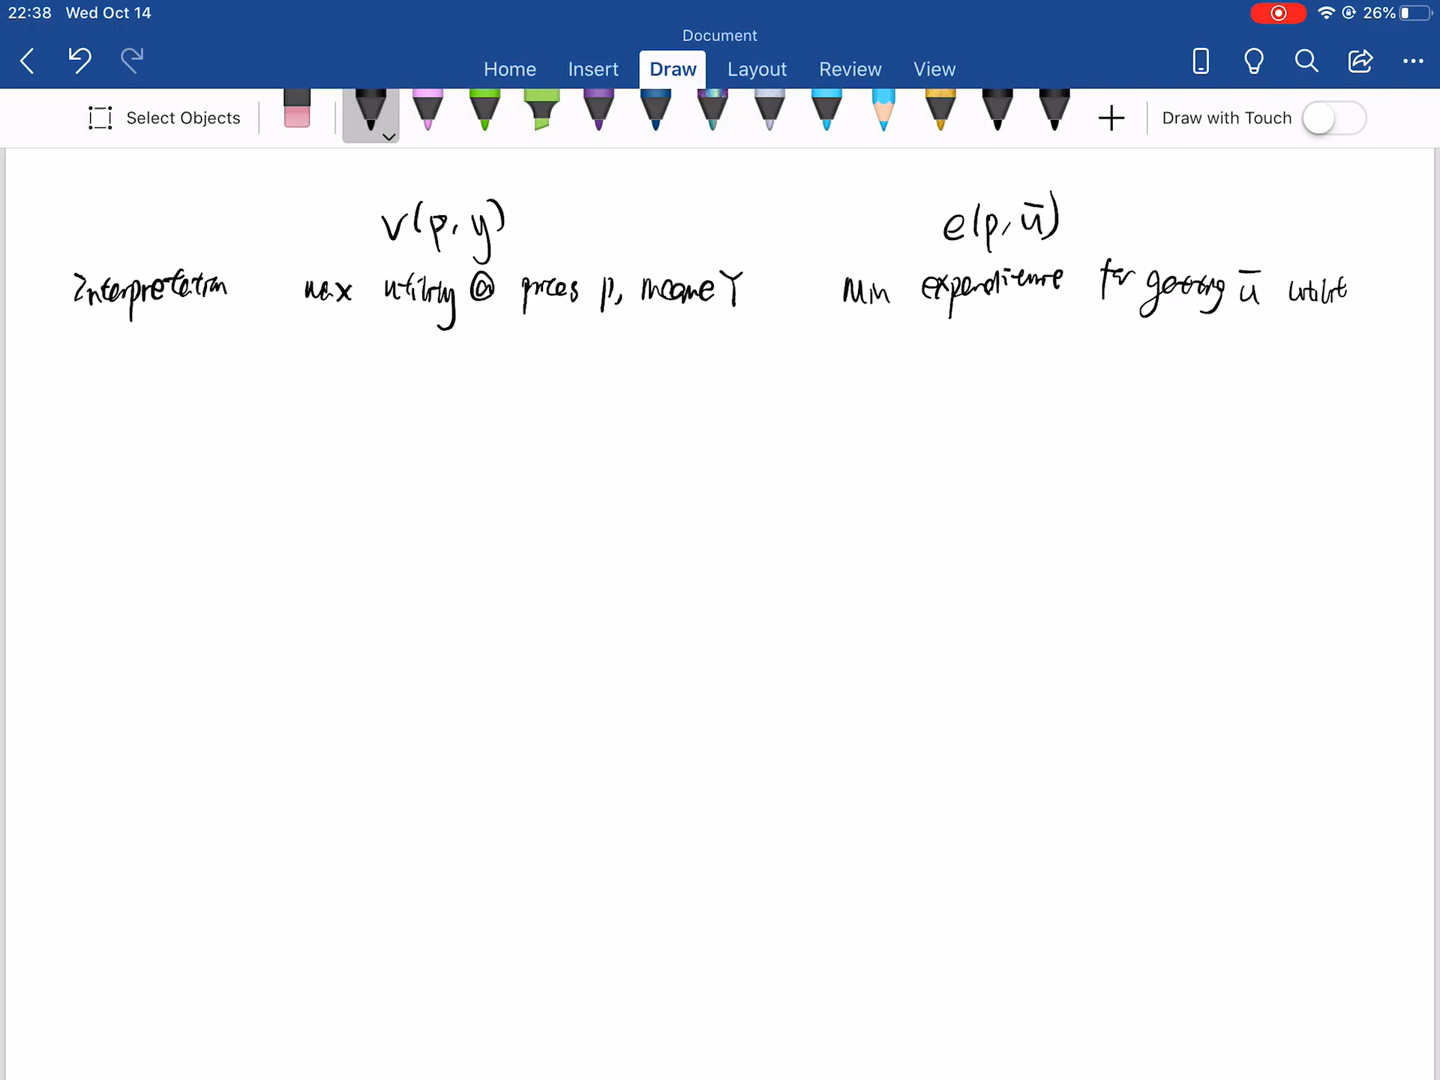 22:38 Wed Oct 14 26%
Document
Home Insert Draw Layout Review View
Select Objects Draw with Touch
v(p, y) e(p, ū)
Interpretation max utility @ prices p, income Y Min expenditure for getting ū utilit